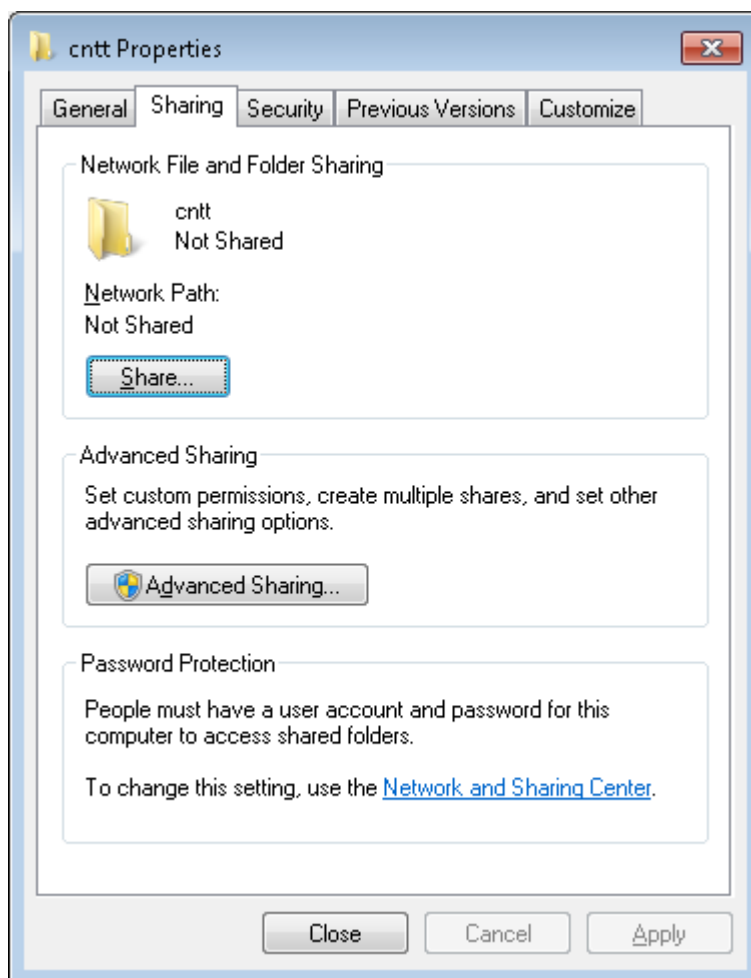 cntt Properties
General Sharing Security Previous Versions Customize
Network File and Folder Sharing
cntt
Not Shared
Network Path:
Not Shared
Share...
Advanced Sharing
Set custom permissions, create multiple shares, and set other
advanced sharing options.
Advanced Sharing...
Password Protection
People must have a user account and password for this
computer to access shared folders.
To change this setting, use the Network and Sharing Center.
Close Cancel Apply